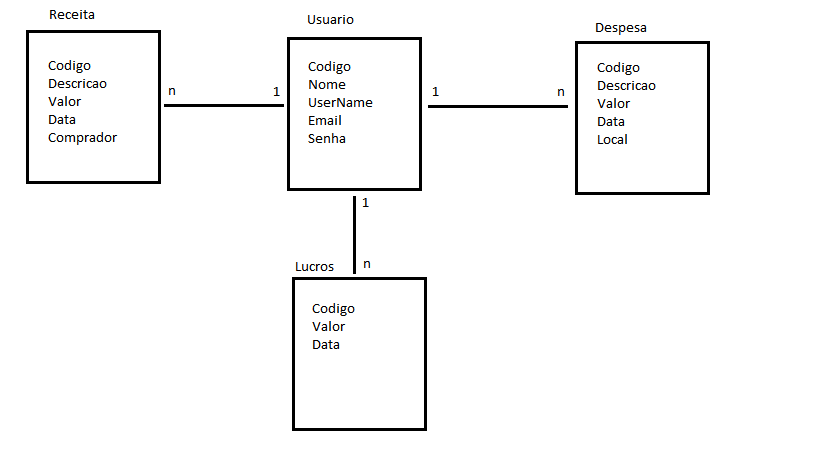 Receita
Codigo
Descricao
Valor
Data
Comprador
n
1
Usuario
Codigo
Nome
UserName
Email
Senha
1
n
Despesa
Codigo
Descricao
Valor
Data
Local
1
n
Lucros
Codigo
Valor
Data